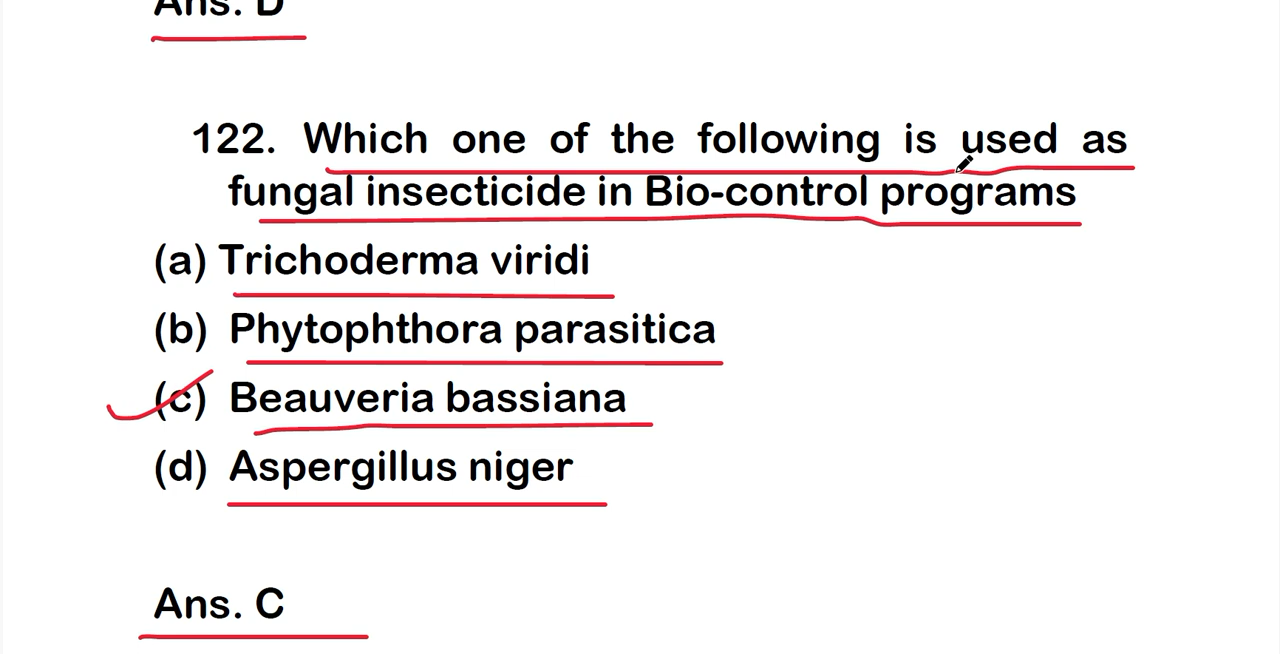 Ans. D
122. Which one of the following is used as
fungal insecticide in Bio-control programs
(a) Trichoderma viridi
(b) Phytophthora parasitica
(c) Beauveria bassiana
(d) Aspergillus niger
Ans. C